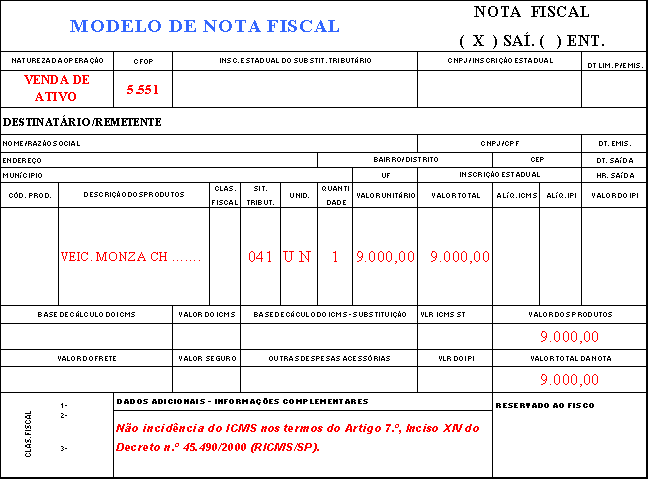 MODELO DE NOTA FISCAL
NOTA FISCAL
( X ) SAÍ. ( ) ENT.
NATUREZA DA OPERAÇÃO CFOP INSC. ESTADUAL DO SUBSTIT. TRIBUTÁRIO CNPJ/INSCRIÇÃO ESTADUAL DT LIM. P/EMIS.
VENDA DE ATIVO 5.551
DESTINATÁRIO/REMETENTE
NOME/RAZÃO SOCIAL CNPJ/CPF DT. EMIS.
ENDEREÇO BAIRRO/DISTRITO CEP DT. SAÍDA
MUNICÍPIO UF INSCRIÇÃO ESTADUAL HR. SAÍDA
CÓD. PROD. DESCRIÇÃO DOS PRODUTOS CLAS. FISCAL SIT. TRIBUT. UNID. QUANTI DADE VALOR UNITÁRIO VALOR TOTAL ALÍQ. ICMS ALÍQ. IPI VALOR DO IPI
VEIC. MONZA CH ....... 041 U N 1 9.000,00 9.000,00
BASE DE CÁLCULO DO ICMS VALOR DO ICMS BASE DE CÁCULO DO ICMS - SUBSTITUIÇÃO VLR ICMS ST VALOR DOS PRODUTOS
9.000,00
VALOR DO FRETE VALOR SEGURO OUTRAS DESPESAS ACESSÓRIAS VLR DO IPI VALOR TOTAL DA NOTA
9.000,00
CLAS. FISCAL
1-
2-
3-
DADOS ADICIONAIS - INFORMAÇÕES COMPLEMENTARES
Não incidência do ICMS nos termos do Artigo 7.º, Inciso XIV do
Decreto n.º 45.490/2000 (RICMS/SP).
RESERVADO AO FISCO